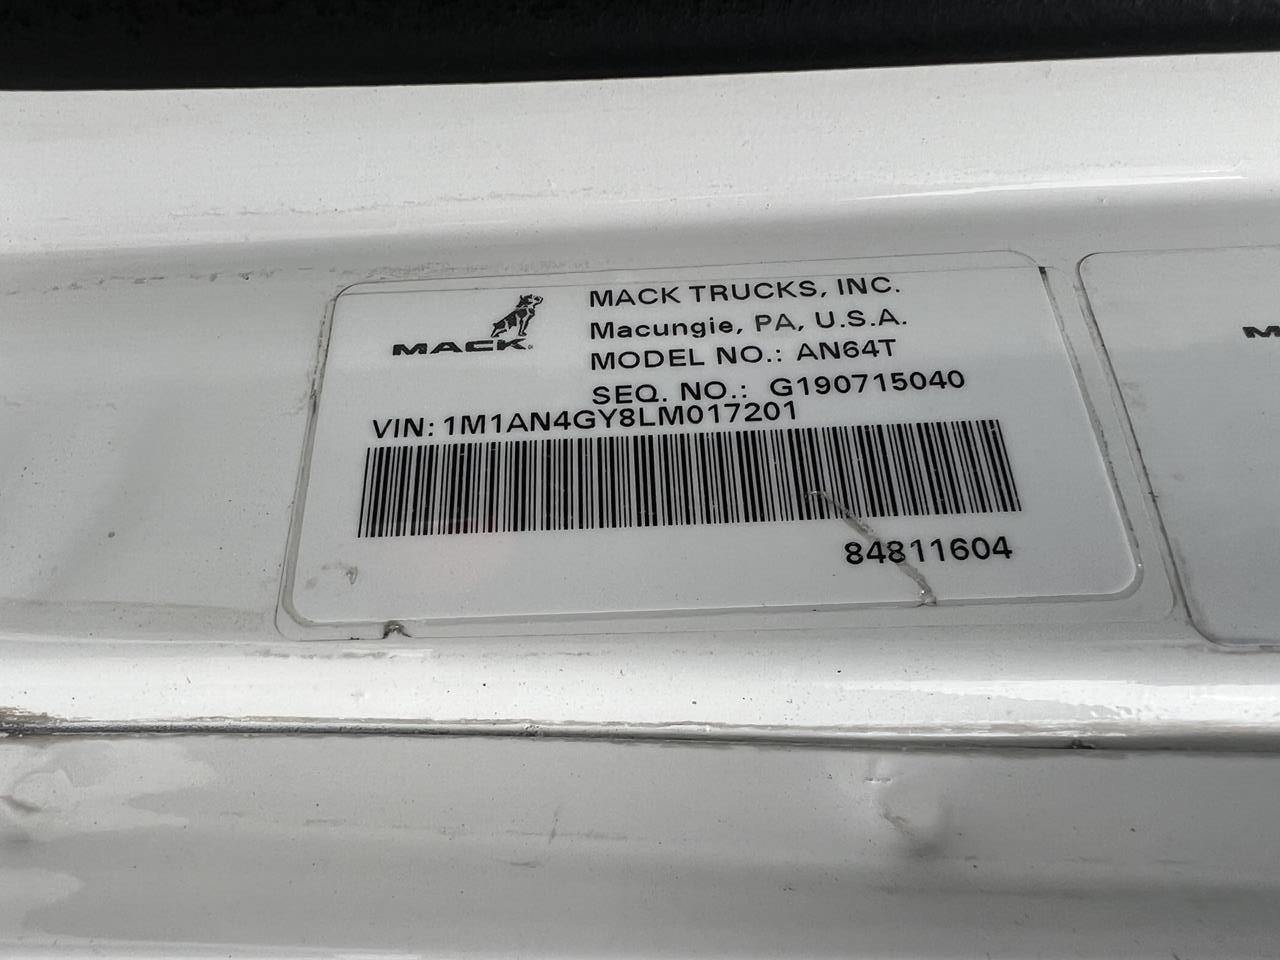 MACK
MACK TRUCKS, INC.
Macungie, PA, U.S.A.
MODEL NO.: AN64T
SEQ. NO.: G190715040
VIN: 1M1AN4GY8LM017201
84811604